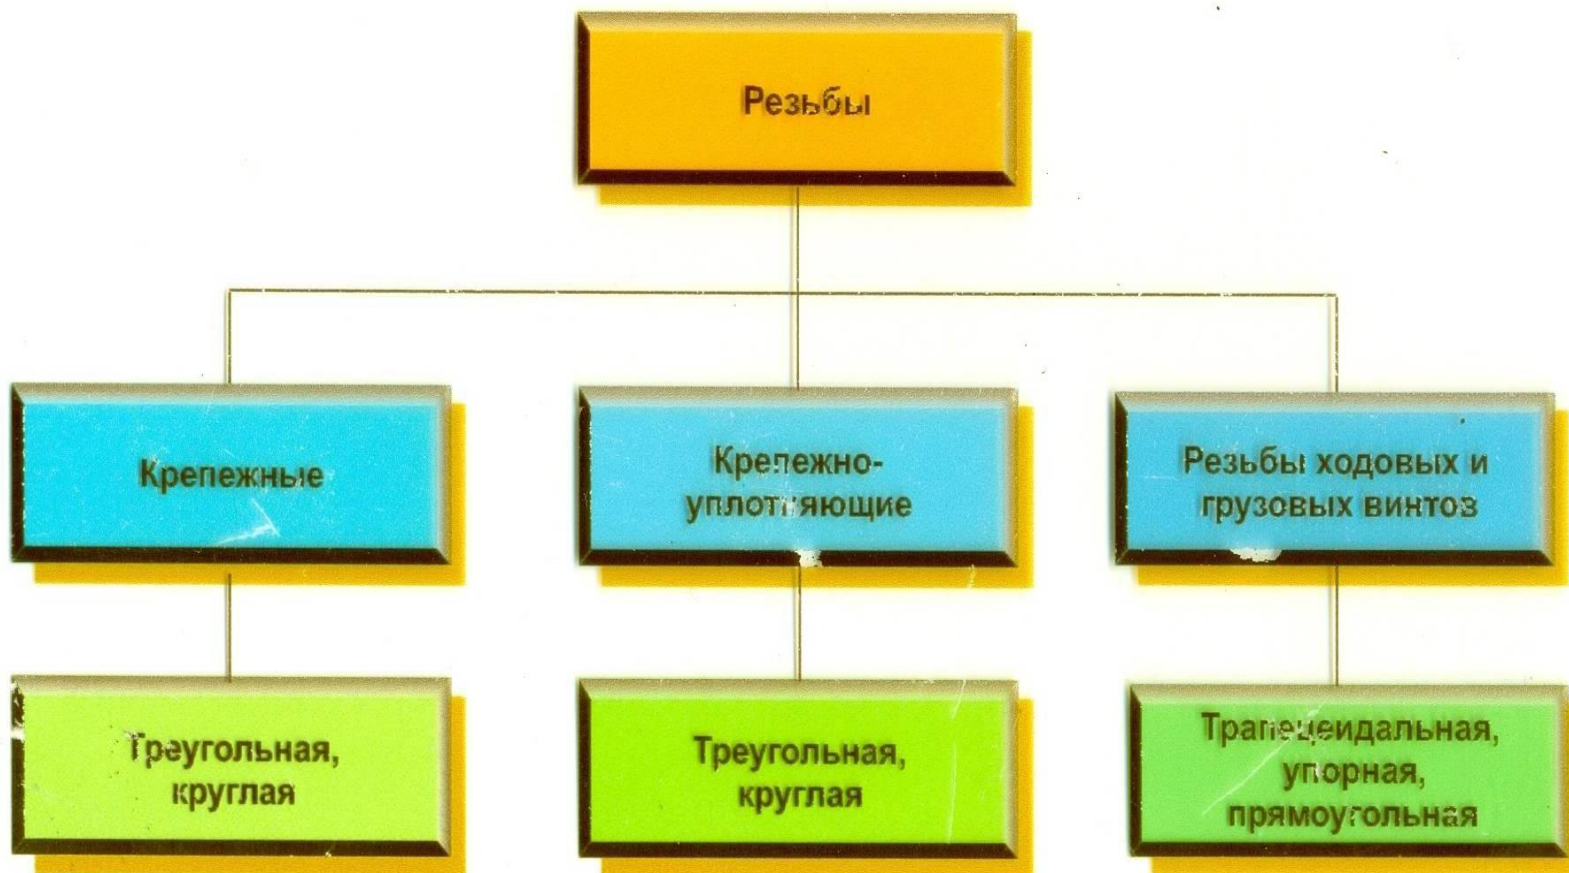 Резьбы
Крепежные
Крепежно-
уплотняющие
Резьбы ходовых и
грузовых винтов
Треугольная,
круглая
Треугольная,
круглая
Трапецеидальная,
упорная,
прямоугольная